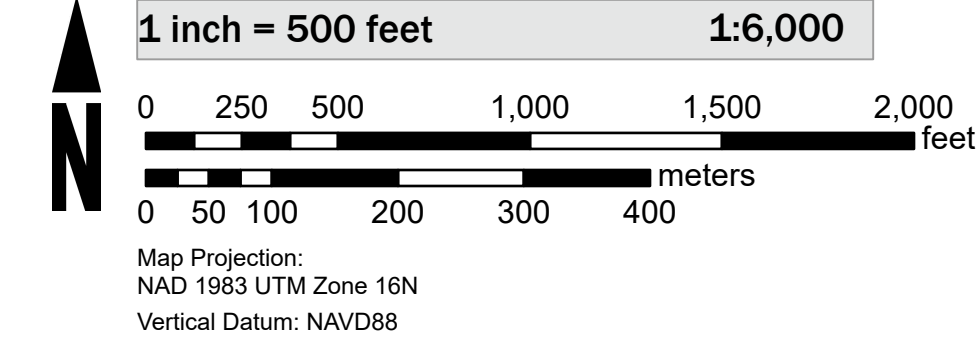 1 inch = 500 feet 1:6,000
0 250 500 1,000 1,500 2,000
feet
N
meters
0 50 100 200 300 400
Map Projection:
NAD 1983 UTM Zone 16N
Vertical Datum: NAVD88